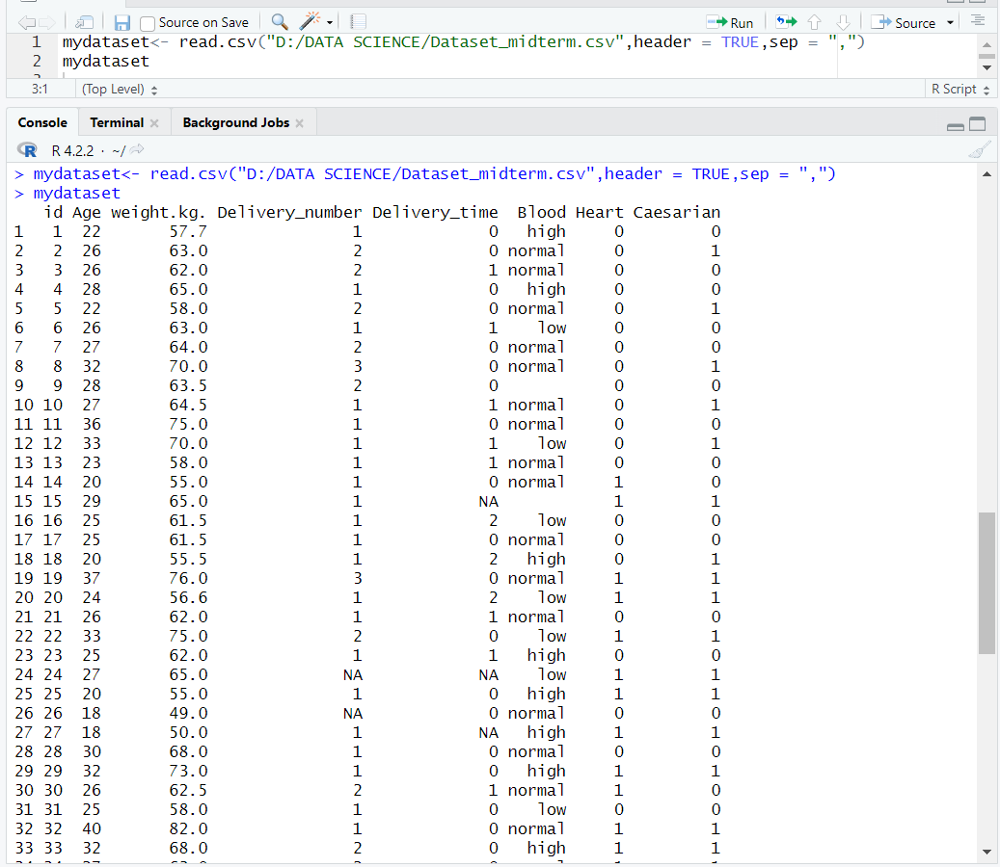 Source on Save Run Source
1 mydataset<- read.csv("D:/DATA SCIENCE/Dataset_midterm.csv",header = TRUE,sep = ",")
2 mydataset
3:1 (Top Level) R Script
Console Terminal Background Jobs
R R 4.2.2 · ~/
> mydataset<- read.csv("D:/DATA SCIENCE/Dataset_midterm.csv",header = TRUE,sep = ",")
> mydataset
id Age weight.kg. Delivery_number Delivery_time Blood Heart Caesarian
1 1 22 57.7 1 0 high 0 0
2 2 26 63.0 2 0 normal 0 1
3 3 26 62.0 2 1 normal 0 0
4 4 28 65.0 1 0 high 0 0
5 5 22 58.0 2 0 normal 0 1
6 6 26 63.0 1 1 low 0 0
7 7 27 64.0 2 0 normal 0 0
8 8 32 70.0 3 0 normal 0 1
9 9 28 63.5 2 0 0 0
10 10 27 64.5 1 1 normal 0 1
11 11 36 75.0 1 0 normal 0 0
12 12 33 70.0 1 1 low 0 1
13 13 23 58.0 1 1 normal 0 0
14 14 20 55.0 1 0 normal 1 0
15 15 29 65.0 1 NA 1 1
16 16 25 61.5 1 2 low 0 0
17 17 25 61.5 1 0 normal 0 0
18 18 20 55.5 1 2 high 0 1
19 19 37 76.0 3 0 normal 1 1
20 20 24 56.6 1 2 low 1 1
21 21 26 62.0 1 1 normal 0 0
22 22 33 75.0 2 0 low 1 1
23 23 25 62.0 1 1 high 0 0
24 24 27 65.0 NA NA low 1 1
25 25 20 55.0 1 0 high 1 1
26 26 18 49.0 NA 0 normal 0 0
27 27 18 50.0 1 NA high 1 1
28 28 30 68.0 1 0 normal 0 0
29 29 32 73.0 1 0 high 1 1
30 30 26 62.5 2 1 normal 1 0
31 31 25 58.0 1 0 low 0 0
32 32 40 82.0 1 0 normal 1 1
33 33 32 68.0 2 0 high 1 1